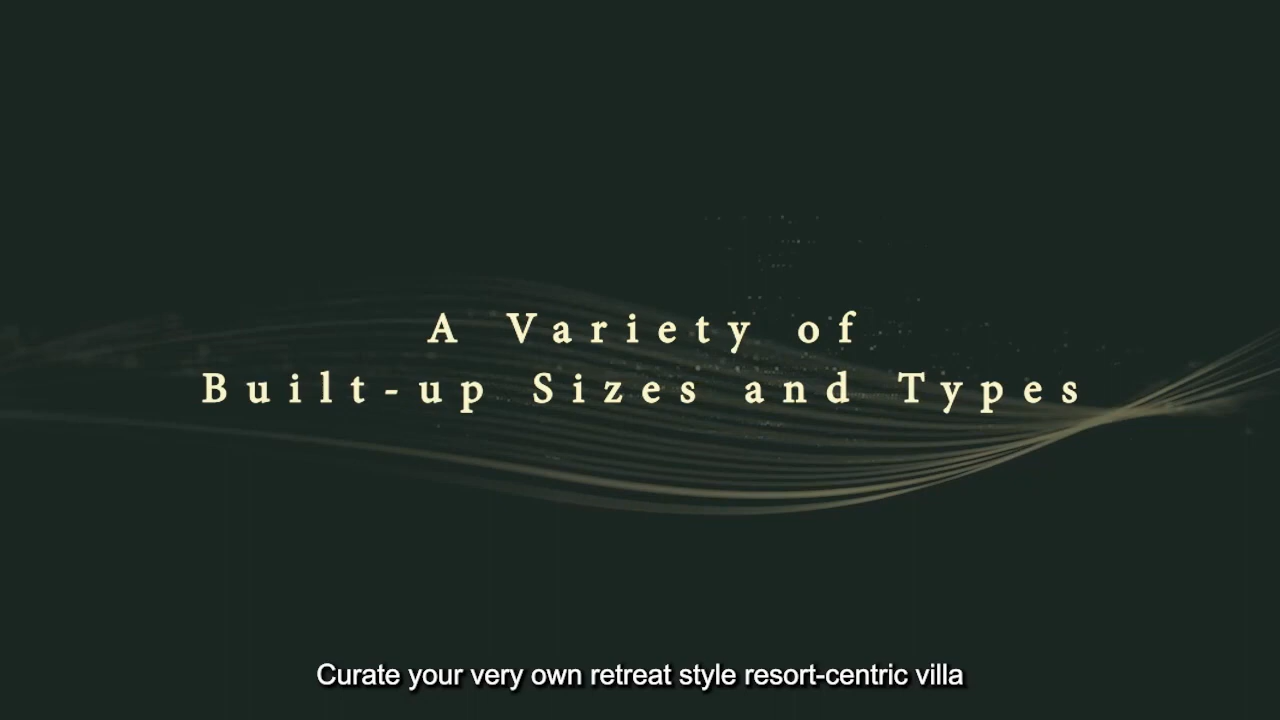 A Variety of
Built-up Sizes and Types
Curate your very own retreat style resort-centric villa